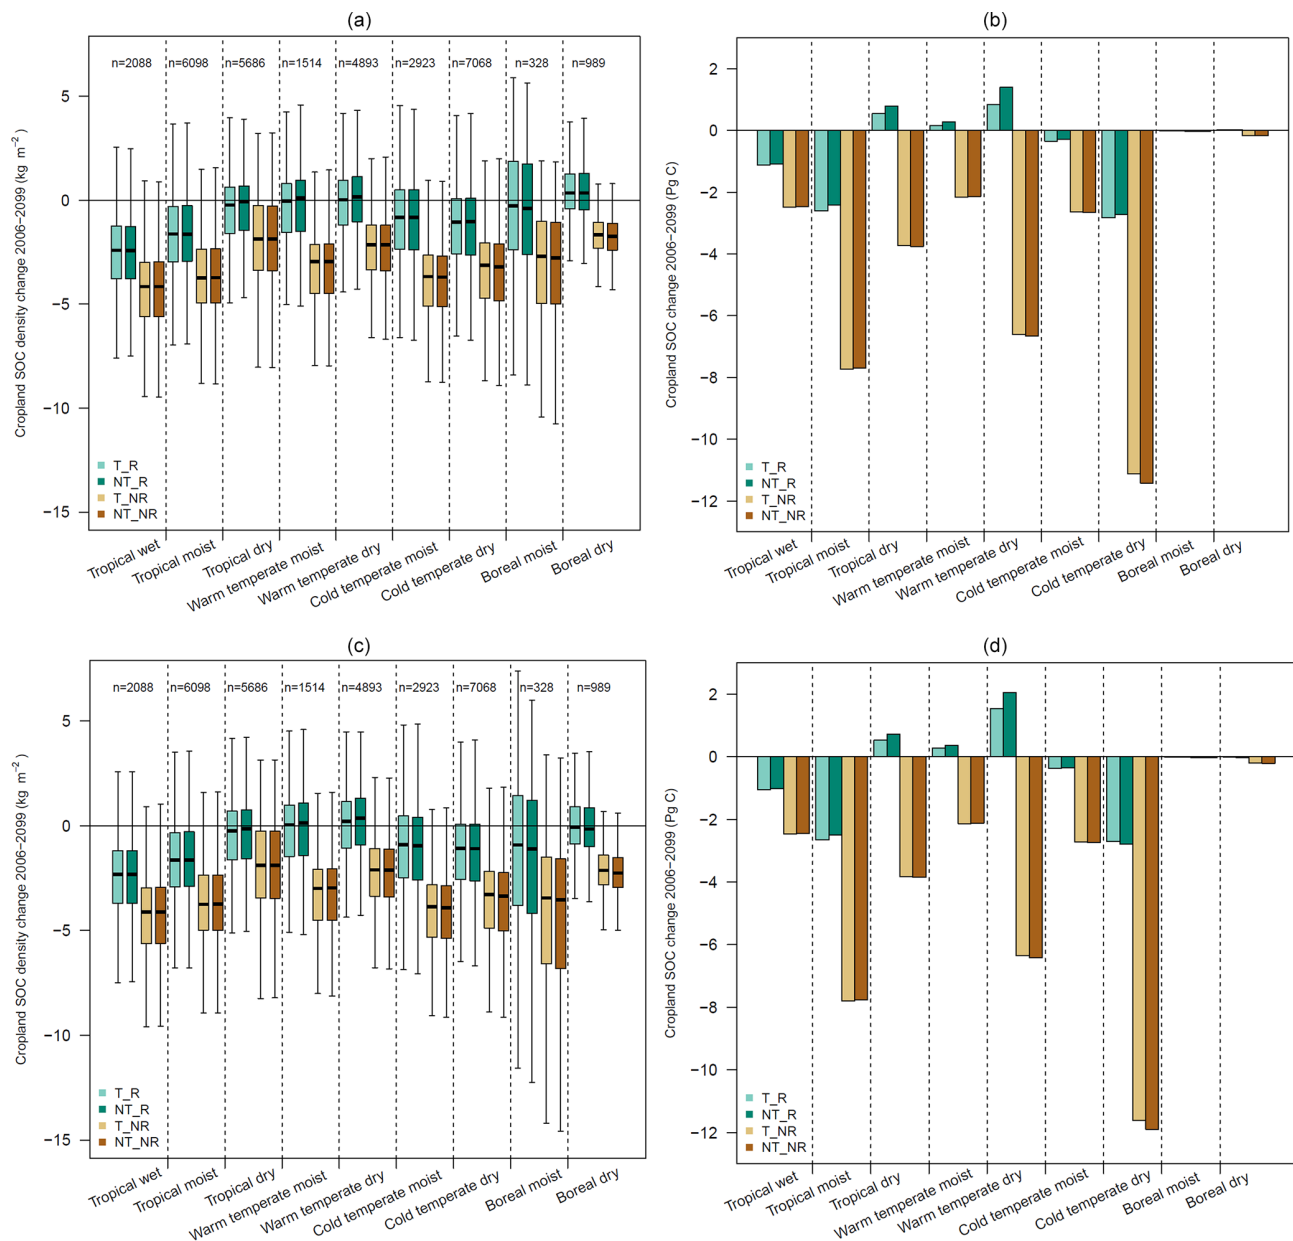 (a)
Cropland SOC density change 2006−2099 (kg m⁻²)
5
0
−5
−10
−15
n=2088 n=6098 n=5686 n=1514 n=4893 n=2923 n=7068 n=328 n=989
T_R
NT_R
T_NR
NT_NR
Tropical wet
Tropical moist
Tropical dry
Warm temperate moist
Warm temperate dry
Cold temperate moist
Cold temperate dry
Boreal moist
Boreal dry
(b)
Cropland SOC change 2006−2099 (Pg C)
2
0
−2
−4
−6
−8
−10
−12
T_R
NT_R
T_NR
NT_NR
Tropical wet
Tropical moist
Tropical dry
Warm temperate moist
Warm temperate dry
Cold temperate moist
Cold temperate dry
Boreal moist
Boreal dry
(c)
Cropland SOC density change 2006−2099 (kg m⁻²)
5
0
−5
−10
−15
n=2088 n=6098 n=5686 n=1514 n=4893 n=2923 n=7068 n=328 n=989
T_R
NT_R
T_NR
NT_NR
Tropical wet
Tropical moist
Tropical dry
Warm temperate moist
Warm temperate dry
Cold temperate moist
Cold temperate dry
Boreal moist
Boreal dry
(d)
Cropland SOC change 2006−2099 (Pg C)
2
0
−2
−4
−6
−8
−10
−12
T_R
NT_R
T_NR
NT_NR
Tropical wet
Tropical moist
Tropical dry
Warm temperate moist
Warm temperate dry
Cold temperate moist
Cold temperate dry
Boreal moist
Boreal dry